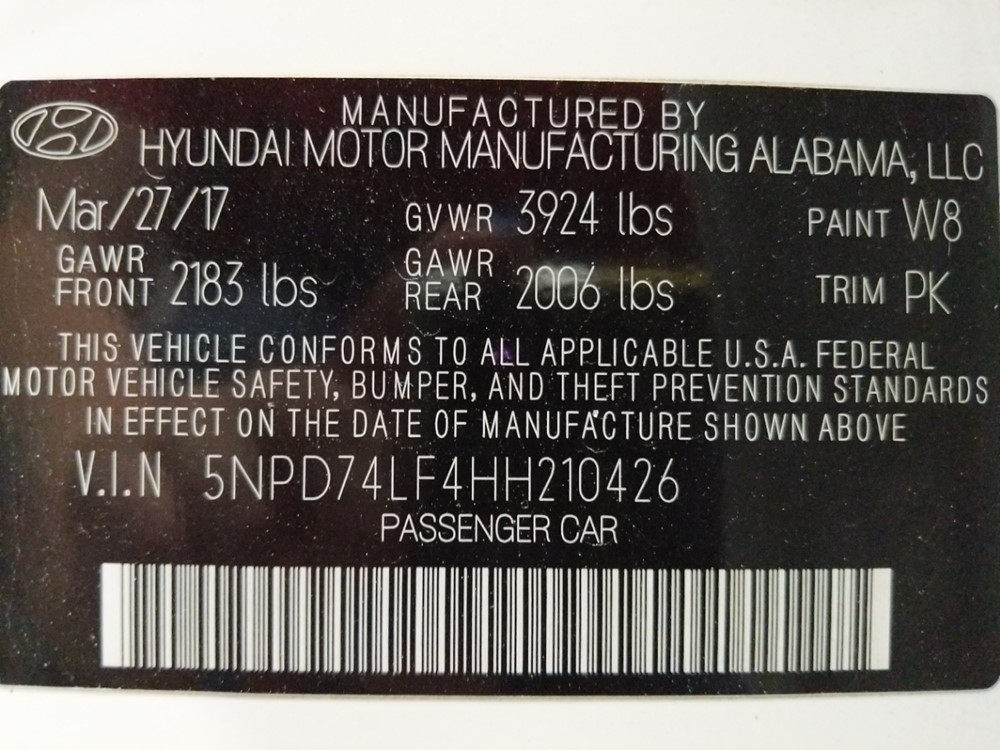 MANUFACTURED BY
HYUNDAI MOTOR MANUFACTURING ALABAMA, LLC
Mar/27/17 GVWR 3924 lbs PAINT W8
GAWR FRONT 2183 lbs GAWR REAR 2006 lbs TRIM PK
THIS VEHICLE CONFORMS TO ALL APPLICABLE U.S.A. FEDERAL
MOTOR VEHICLE SAFETY, BUMPER, AND THEFT PREVENTION STANDARDS
IN EFFECT ON THE DATE OF MANUFACTURE SHOWN ABOVE
V.I.N 5NPD74LF4HH210426
PASSENGER CAR